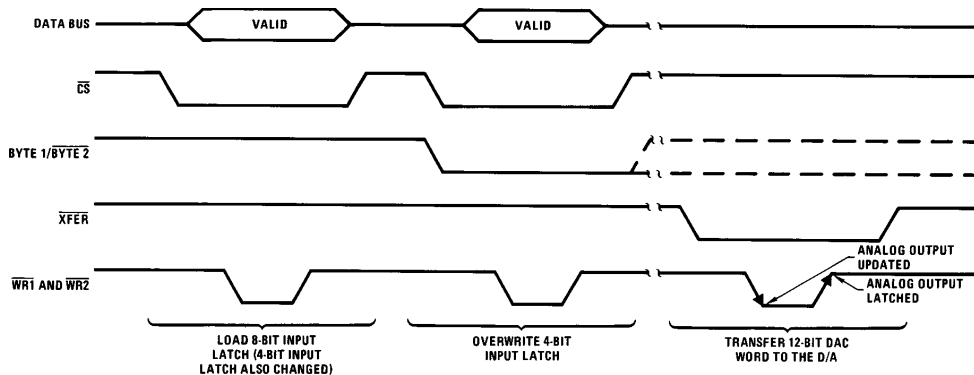 DATA BUS
VALID
VALID
CS
BYTE 1/BYTE 2
XFER
WR1 AND WR2
ANALOG OUTPUT
UPDATED
ANALOG OUTPUT
LATCHED
LOAD 8-BIT INPUT
LATCH (4-BIT INPUT
LATCH ALSO CHANGED)
OVERWRITE 4-BIT
INPUT LATCH
TRANSFER 12-BIT DAC
WORD TO THE D/A